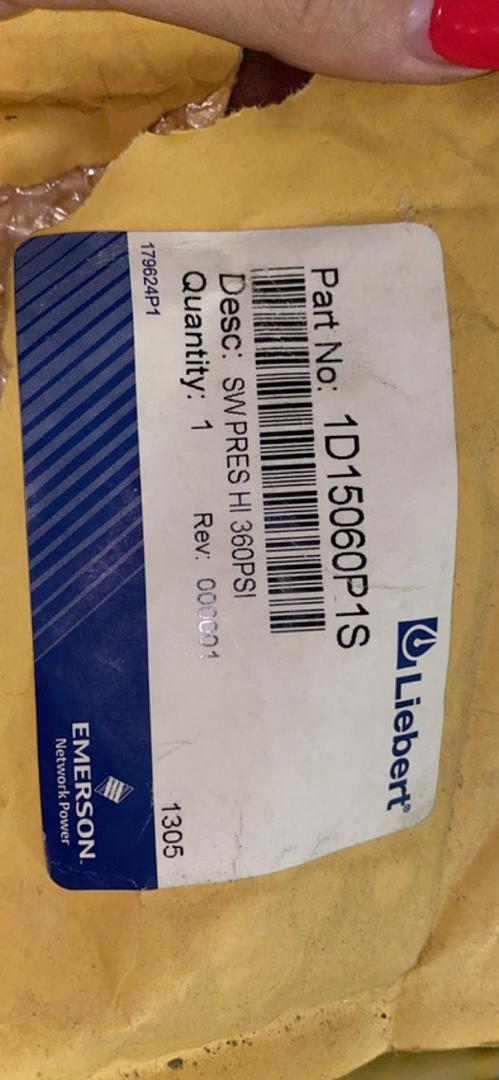 Liebert®
Part No: 1D15060P1S
Desc: SW PRES HI 360PSI
Quantity: 1 Rev: 000001
179624P1
1305
EMERSON.
Network Power